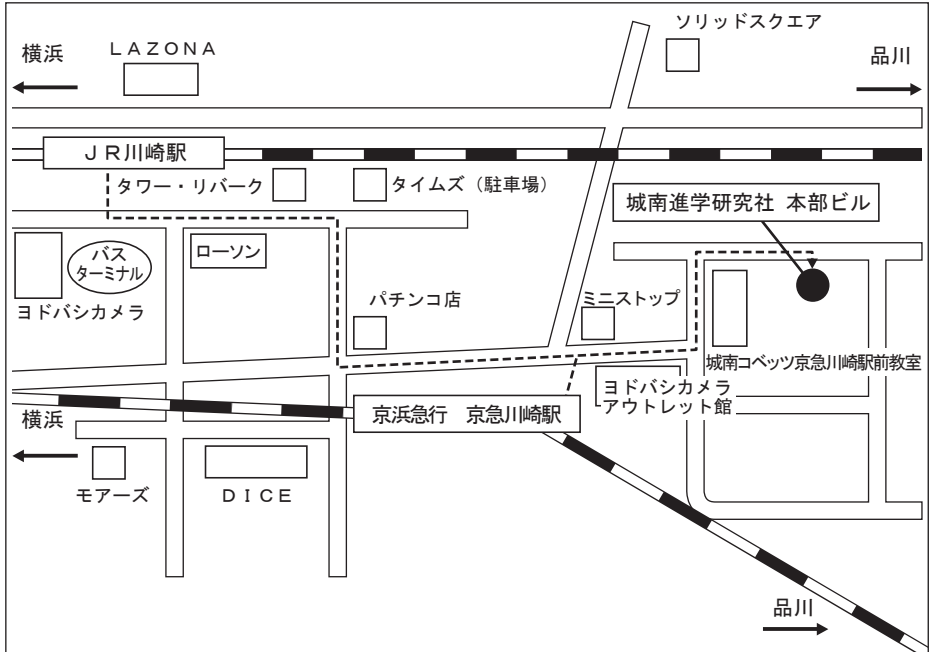 ソリッドスクエア
横浜
ＬＡＺＯＮＡ
品川
ＪＲ川崎駅
タワー・リバーク
タイムズ（駐車場）
城南進学研究社 本部ビル
ローソン
バス
ターミナル
ヨドバシカメラ
パチンコ店
ミニストップ
城南コベッツ京急川崎駅前教室
ヨドバシカメラ
アウトレット館
京浜急行　京急川崎駅
横浜
モアーズ
ＤＩＣＥ
品川